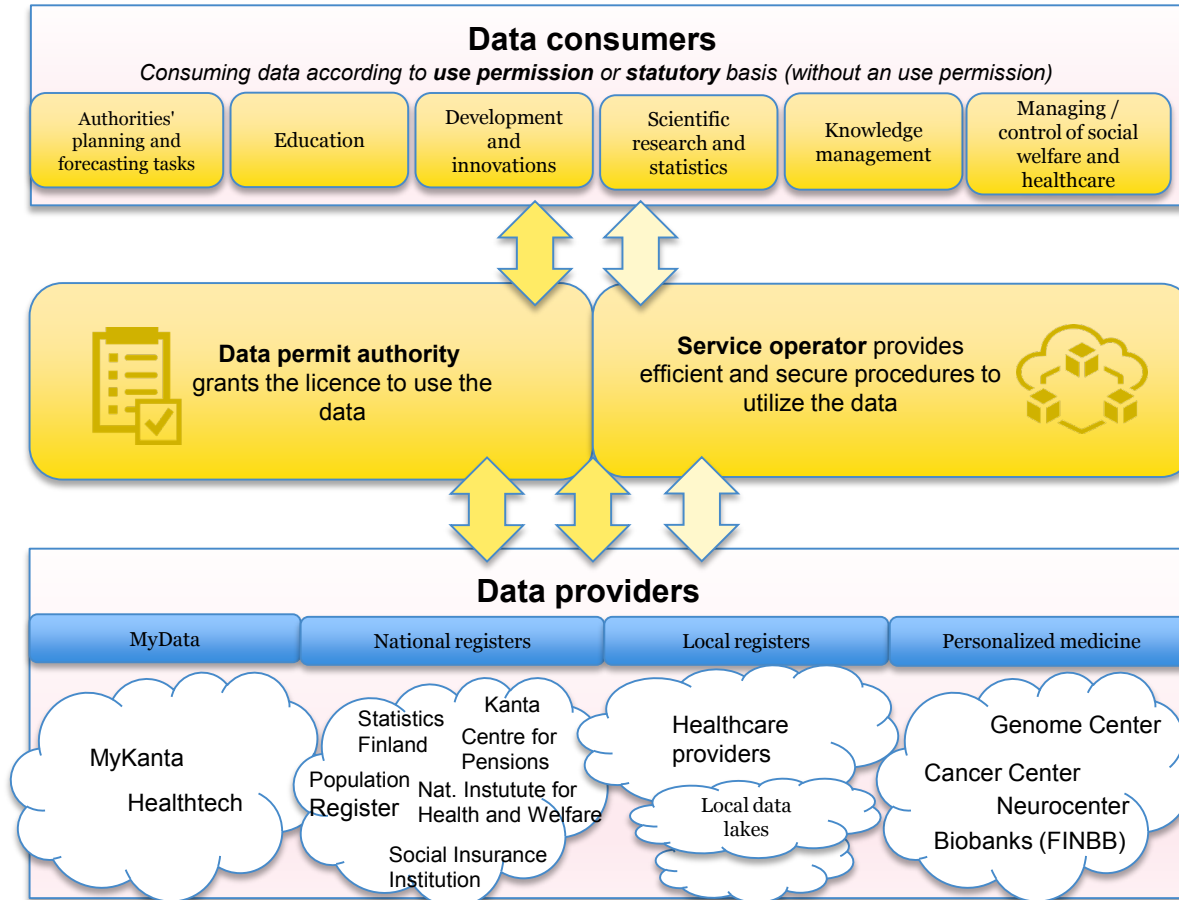 Data consumers
Consuming data according to use permission or statutory basis (without an use permission)
Authorities'
planning and
forecasting tasks
Education
Development
and
innovations
Scientific
research and
statistics
Knowledge
management
Managing /
control of social
welfare and
healthcare
Data permit authority
grants the licence to use the
data
Service operator provides
efficient and secure procedures to
utilize the data
Data providers
MyData
National registers
Local registers
Personalized medicine
MyKanta
Healthtech
Statistics
Finland
Kanta
Centre for
Pensions
Population
Register
Nat. Instutute for
Health and Welfare
Social Insurance
Institution
Healthcare
providers
Local data
lakes
Genome Center
Cancer Center
Neurocenter
Biobanks (FINBB)